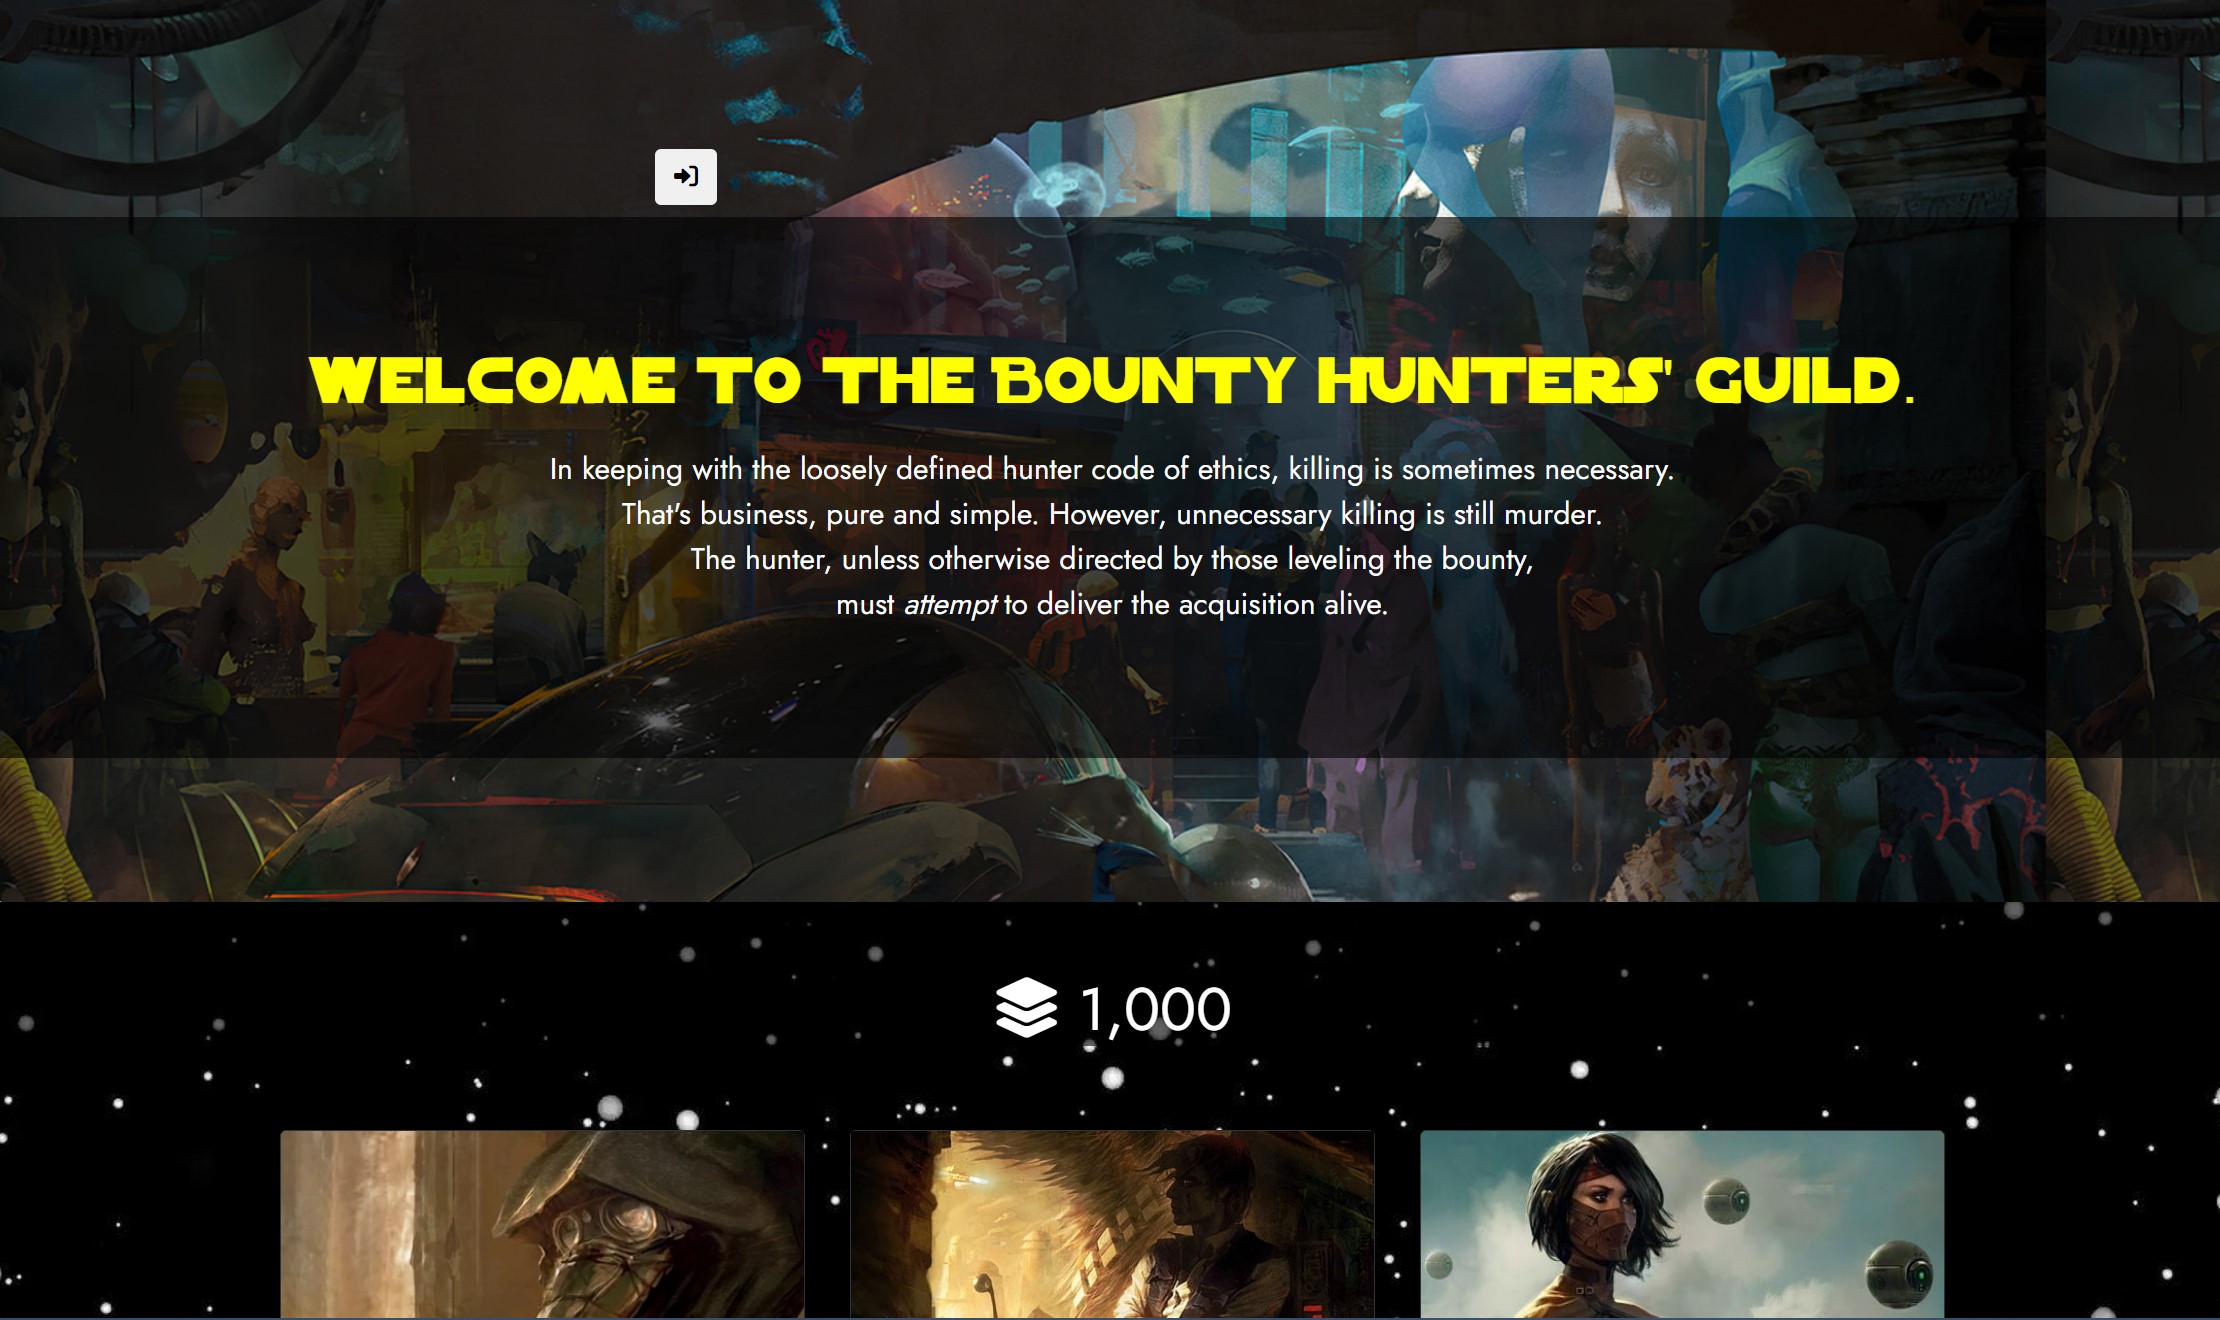 WELCOME TO THE BOUNTY HUNTERS' GUILD.
In keeping with the loosely defined hunter code of ethics, killing is sometimes necessary.
That's business, pure and simple. However, unnecessary killing is still murder.
The hunter, unless otherwise directed by those leveling the bounty,
must attempt to deliver the acquisition alive.
1,000